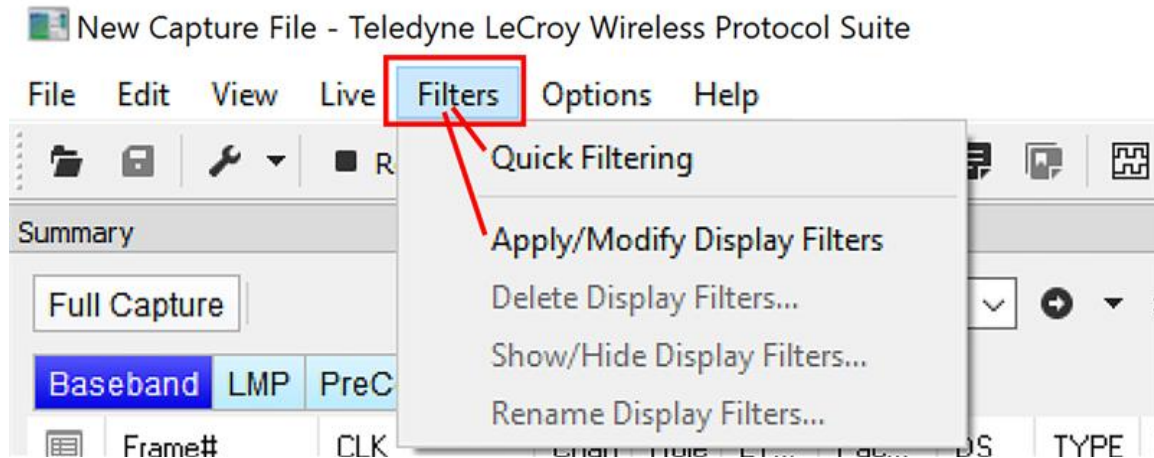 New Capture File - Teledyne LeCroy Wireless Protocol Suite
File Edit View Live Filters Options Help
Quick Filtering
Summary
Apply/Modify Display Filters
Full Capture
Delete Display Filters...
Show/Hide Display Filters...
Baseband LMP PreC
Rename Display Filters...
Frame# CLK TYPE